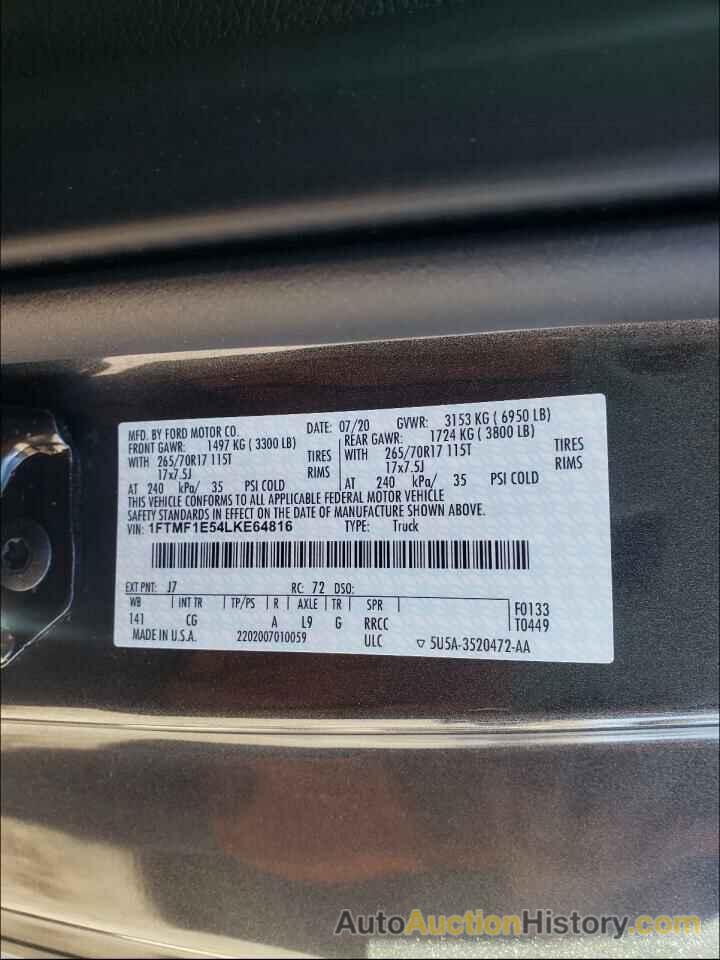 MFD. BY FORD MOTOR CO. DATE: 07/20 GVWR: 3153 KG ( 6950 LB)
FRONT GAWR: 1497 KG ( 3300 LB) REAR GAWR: 1724 KG ( 3800 LB)
WITH 265/70R17 115T TIRES WITH 265/70R17 115T TIRES
17x7.5J RIMS 17x7.5J RIMS
AT 240 kPa/ 35 PSI COLD AT 240 kPa/ 35 PSI COLD
THIS VEHICLE CONFORMS TO ALL APPLICABLE FEDERAL MOTOR VEHICLE
SAFETY STANDARDS IN EFFECT ON DATE OF MANUFACTURE SHOWN ABOVE.
VIN: 1FTMF1E54LKE64816 TYPE: Truck
EXT PNT: J7 RC: 72 DSO:
WB INT TR TP/PS R AXLE TR SPR F0133
141 CG A L9 G RRCC T0449
MADE IN U.S.A. 2202007010059 ULC ▽ 5U5A-3520472-AA
AutoAuctionHistory.com